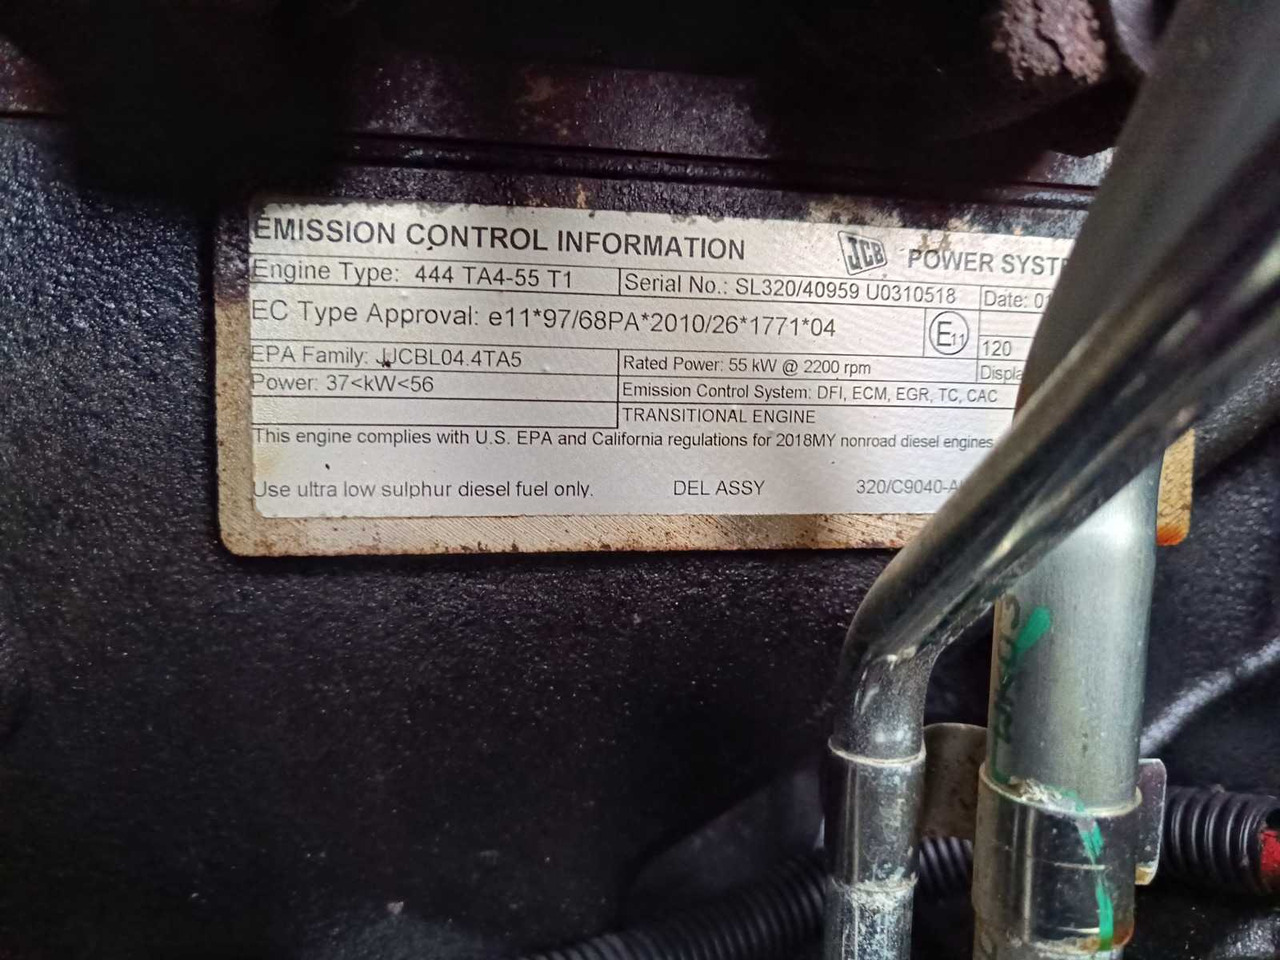 EMISSION CONTROL INFORMATION JCB POWER
Engine Type: 444 TA4-55 T1 Serial No.: SL320/40959 U0310518 Date:
EC Type Approval: e11*97/68PA*2010/26*1771*04 E11
120
EPA Family: JJCBL04.4TA5 Rated Power: 55 kW @ 2200 rpm
Power: 37<kW<56 Emission Control System: DFI, ECM, EGR, TC, CAC
TRANSITIONAL ENGINE
This engine complies with U.S. EPA and California regulations for 2018MY nonroad diesel engines
Use ultra low sulphur diesel fuel only. DEL ASSY